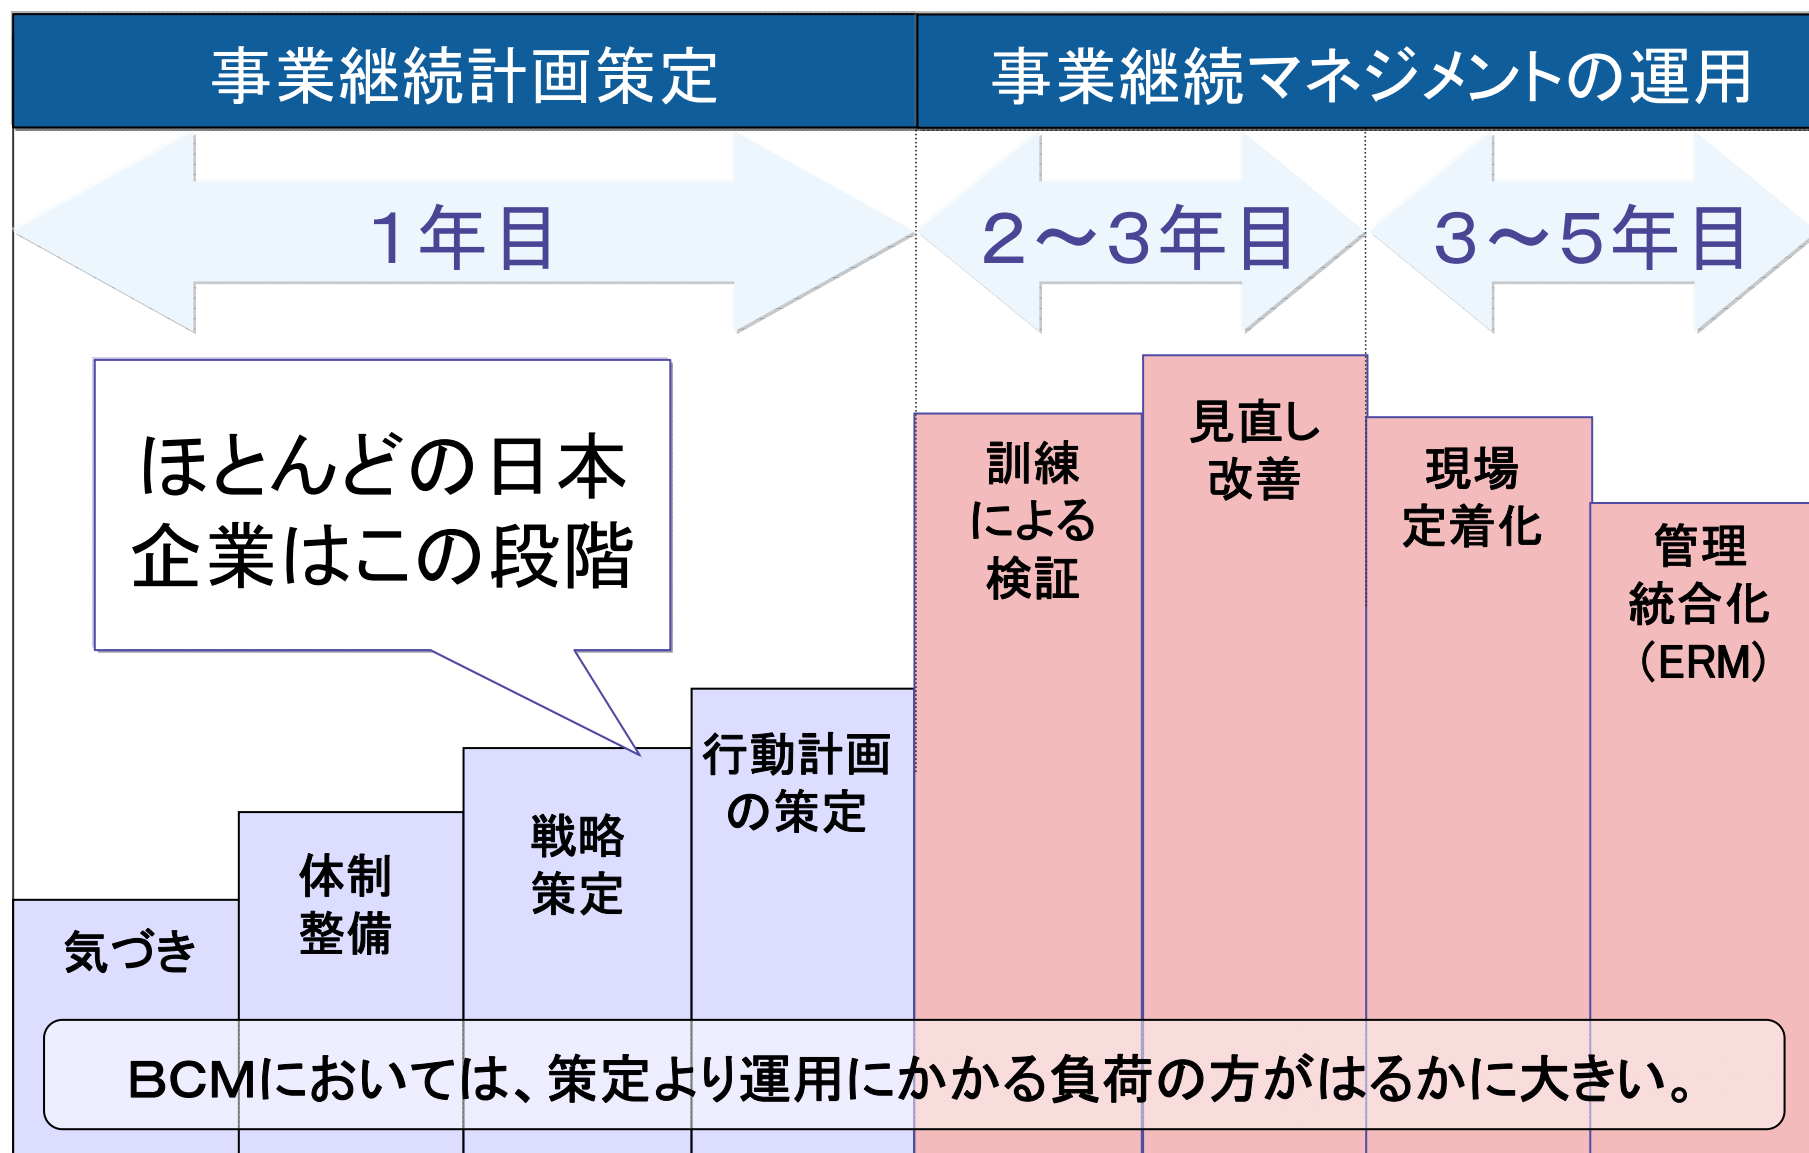 事業継続計画策定
事業継続マネジメントの運用
１年目
２～３年目
３～５年目
ほとんどの日本
企業はこの段階
気づき
体制
整備
戦略
策定
行動計画
の策定
訓練
による
検証
見直し
改善
現場
定着化
管理
統合化
（ERM）
BCMにおいては、策定より運用にかかる負荷の方がはるかに大きい。